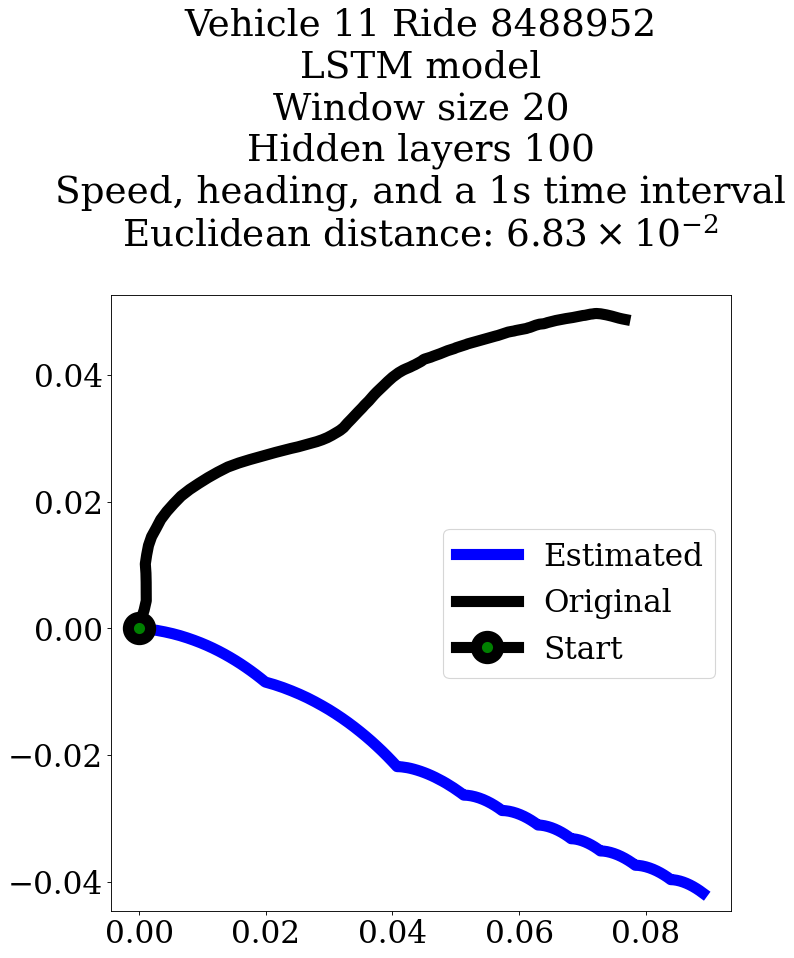 Vehicle 11 Ride 8488952
LSTM model
Window size 20
Hidden layers 100
Speed, heading, and a 1s time interval
Euclidean distance: 6.83 × 10⁻²
0.04
0.02
0.00
−0.02
−0.04
Estimated
Original
Start
0.00 0.02 0.04 0.06 0.08